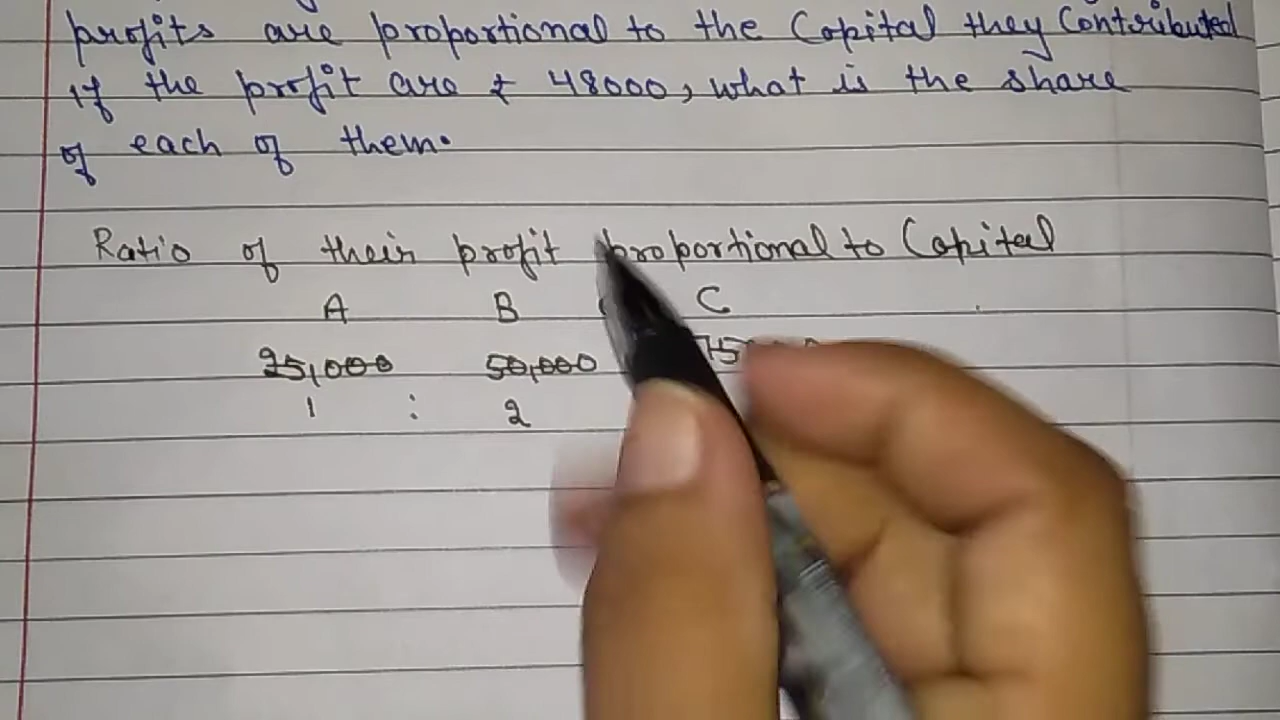 profits are proportional to the Capital they Contributed
if the profit are ₹ 48000, what is the share
of each of them.
Ratio of their profit proportional to Capital
A B C
25,000 50,000
1 : 2